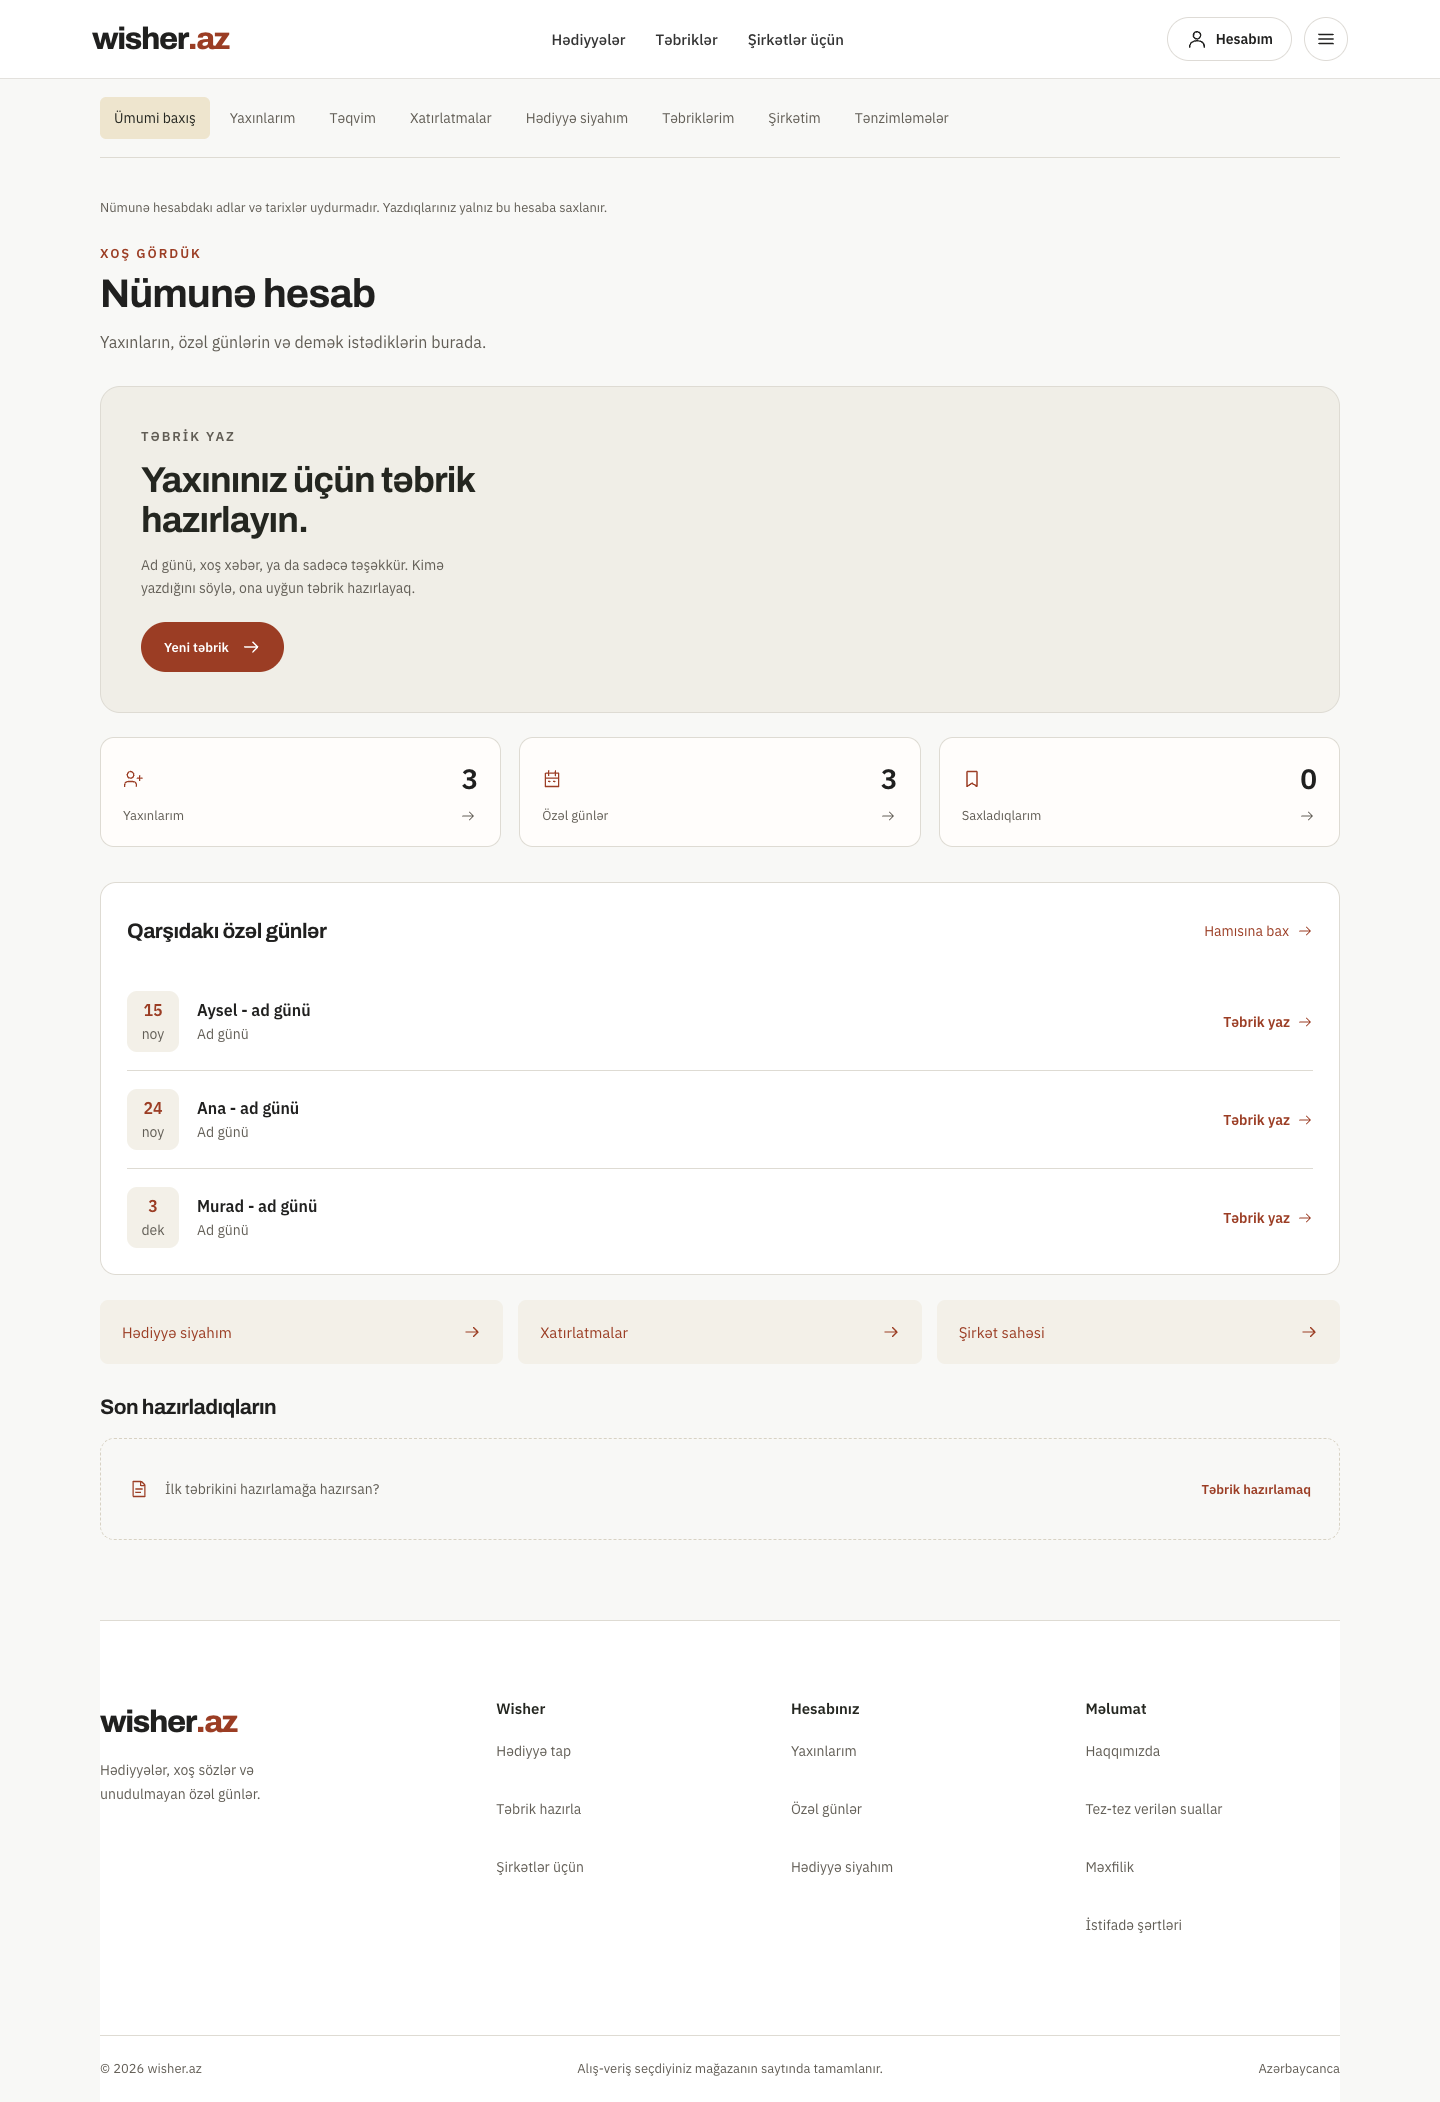 wisher.az
Hədiyyələr
Təbriklər
Şirkətlər üçün
Hesabım
Ümumi baxış
Yaxınlarım
Təqvim
Xatırlatmalar
Hədiyyə siyahım
Təbriklərim
Şirkətim
Tənzimləmələr
Nümunə hesabdakı adlar və tarixlər uydurmadır. Yazdıqlarınız yalnız bu hesaba saxlanır.
XOŞ GÖRDÜK
Nümunə hesab
Yaxınların, özəl günlərin və demək istədiklərin burada.
TƏBRİK YAZ
Yaxınınız üçün təbrik
hazırlayın.
Ad günü, xoş xəbər, ya da sadəcə təşəkkür. Kimə
yazdığını söylə, ona uyğun təbrik hazırlayaq.
Yeni təbrik
3
Yaxınlarım
3
Özəl günlər
0
Saxladıqlarım
Qarşıdakı özəl günlər
Hamısına bax
15
noy
Aysel - ad günü
Ad günü
Təbrik yaz
24
noy
Ana - ad günü
Ad günü
Təbrik yaz
3
dek
Murad - ad günü
Ad günü
Təbrik yaz
Hədiyyə siyahım
Xatırlatmalar
Şirkət sahəsi
Son hazırladıqların
İlk təbrikini hazırlamağa hazırsan?
Təbrik hazırlamaq
wisher.az
Hədiyyələr, xoş sözlər və
unudulmayan özəl günlər.
Wisher
Hədiyyə tap
Təbrik hazırla
Şirkətlər üçün
Hesabınız
Yaxınlarım
Özəl günlər
Hədiyyə siyahım
Məlumat
Haqqımızda
Tez-tez verilən suallar
Məxfilik
İstifadə şərtləri
© 2026 wisher.az
Alış-veriş seçdiyiniz mağazanın saytında tamamlanır.
Azərbaycanca